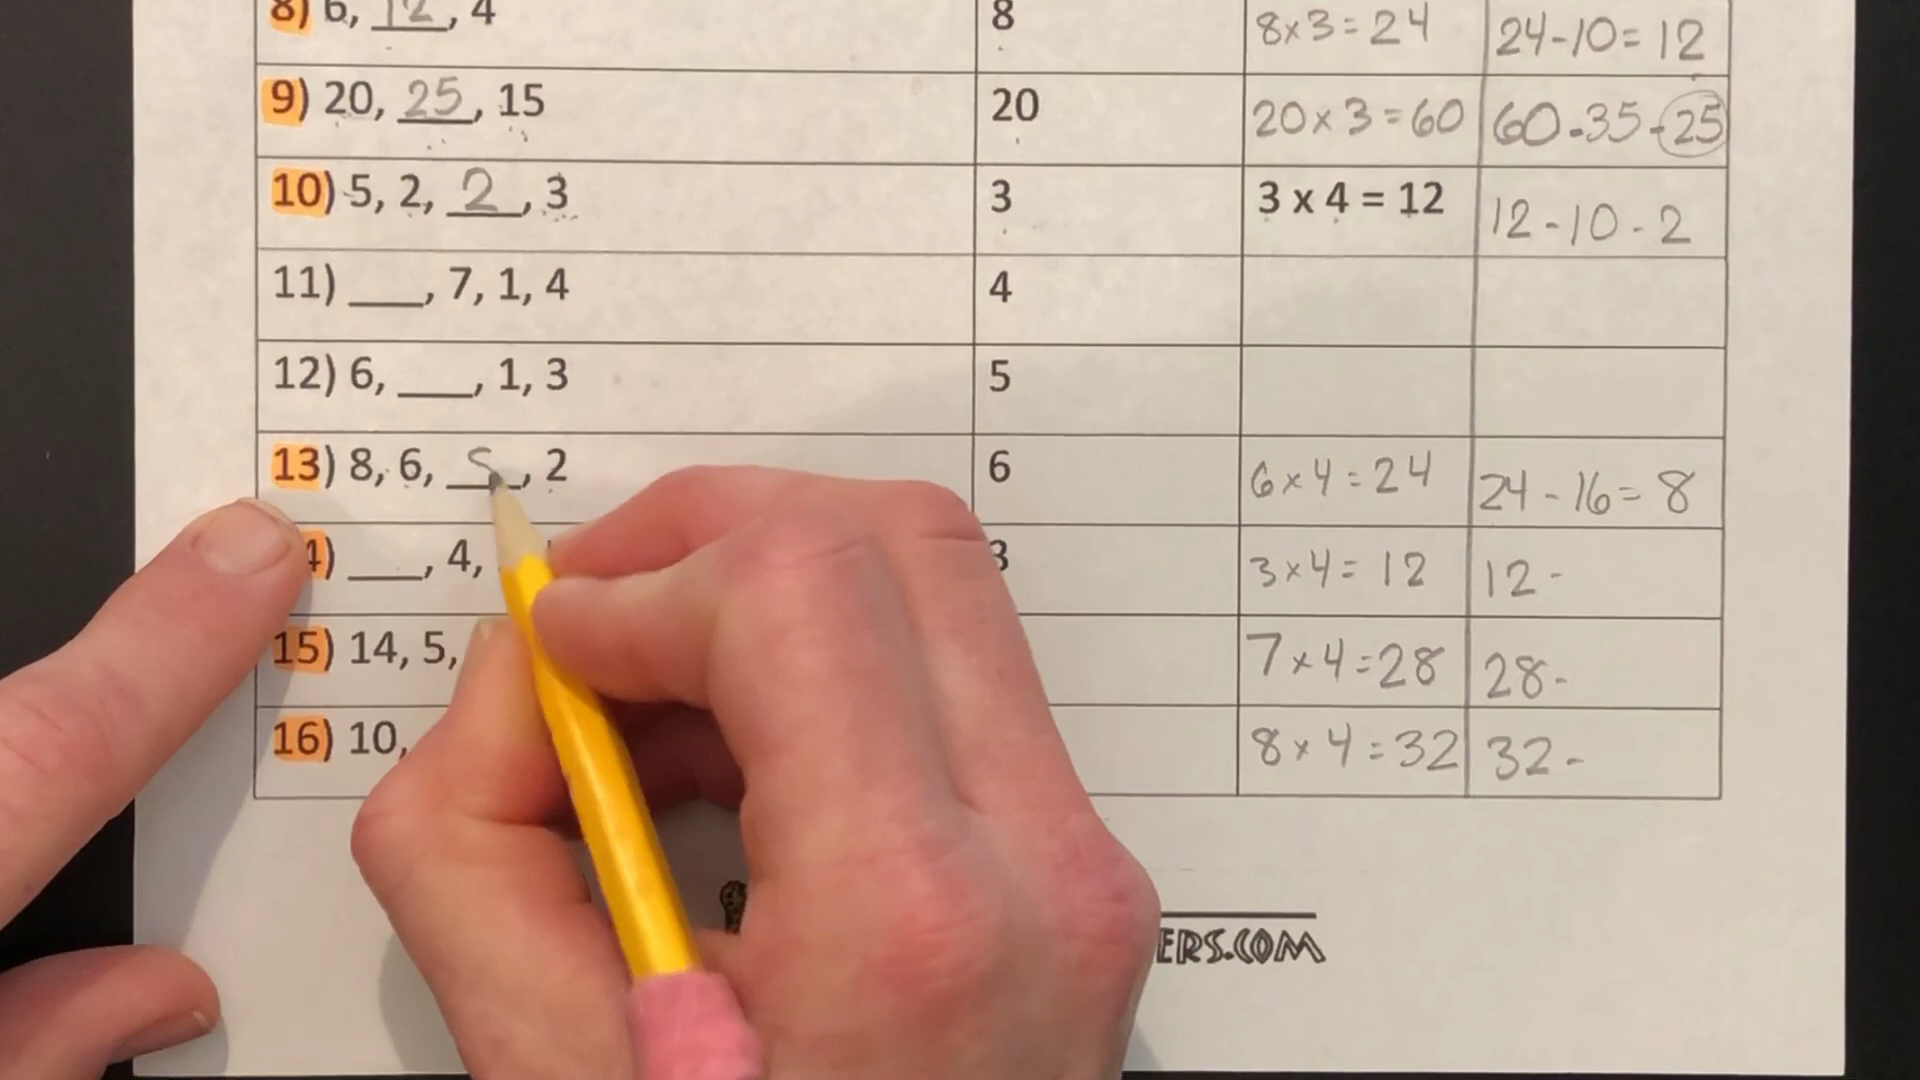 8) 6, 12, 4 8 8x3=24 24-10=12
9) 20, 25, 15 20 20x3=60 60-35-25
10) 5, 2, 2, 3 3 3 x 4 = 12 12-10-2
11) ___, 7, 1, 4 4
12) 6, ___, 1, 3 5
13) 8, 6, ___, 2 6 6x4=24 24-16=8
4) ___, 4, 3 3x4=12 12-
15) 14, 5, 7x4=28 28-
16) 10, 8x4=32 32-
ERS.COM